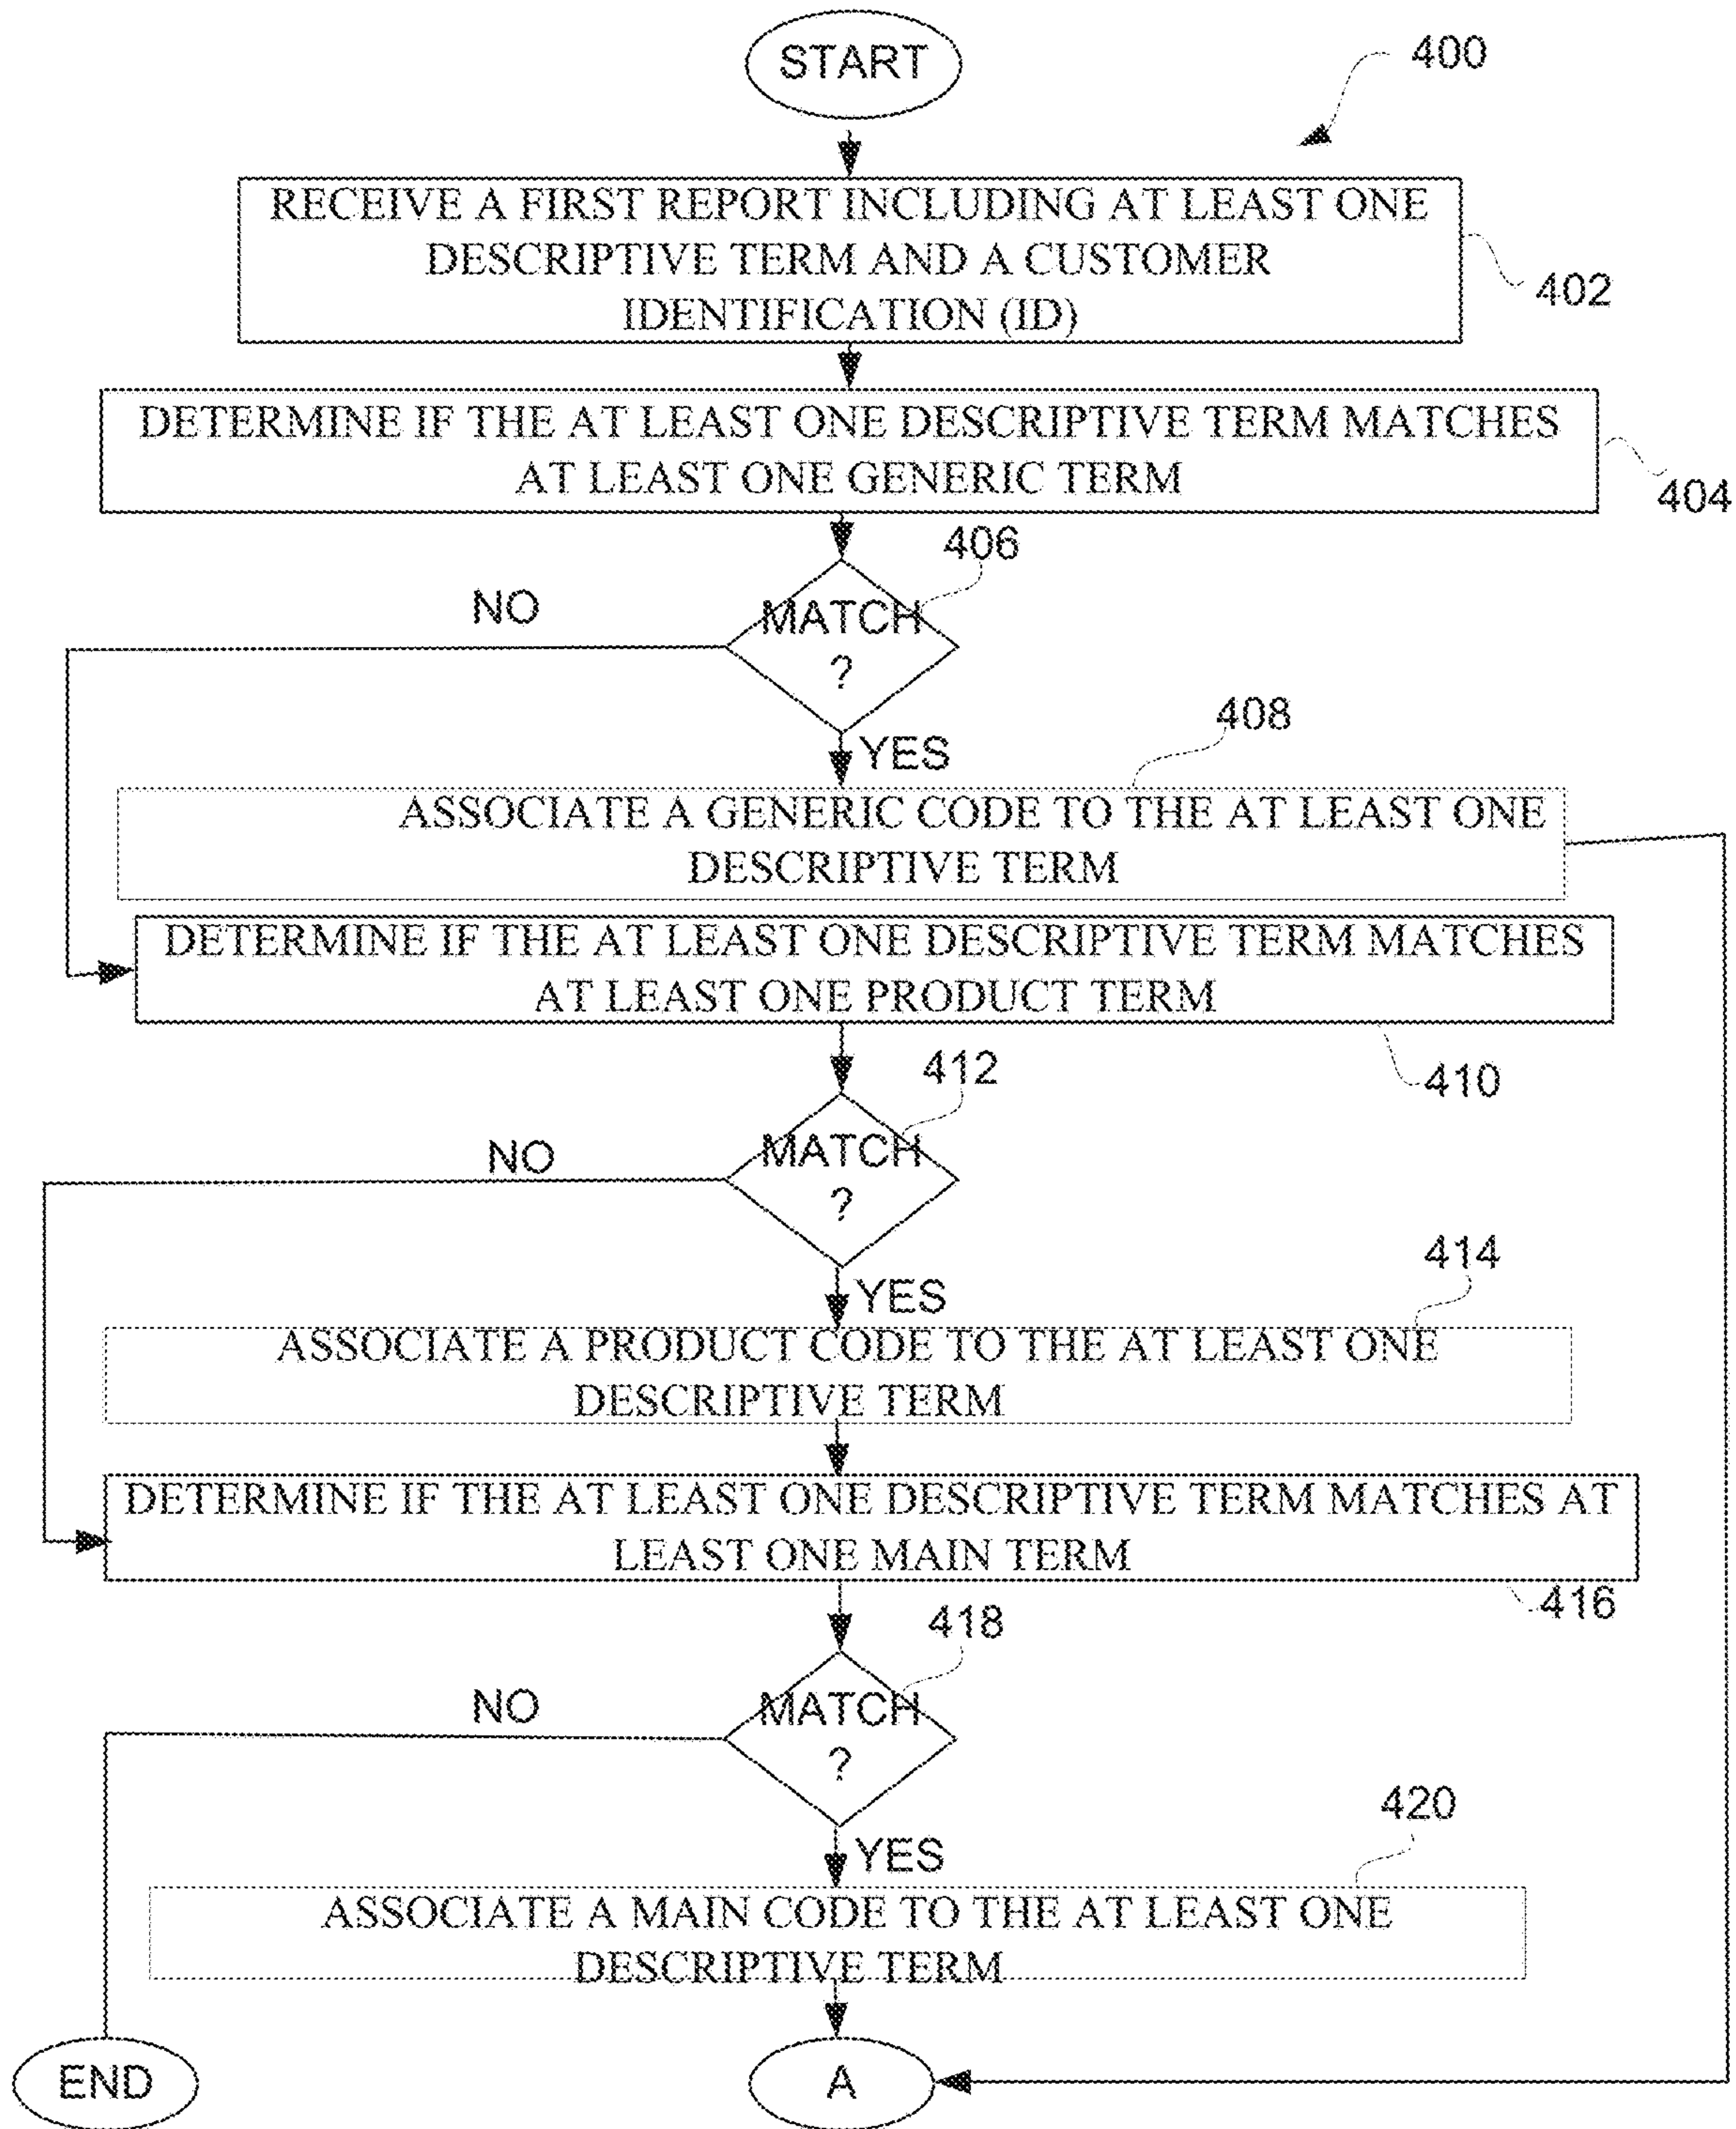 START
400
RECEIVE A FIRST REPORT INCLUDING AT LEAST ONE
DESCRIPTIVE TERM AND A CUSTOMER
IDENTIFICATION (ID)
402
DETERMINE IF THE AT LEAST ONE DESCRIPTIVE TERM MATCHES
AT LEAST ONE GENERIC TERM
404
406
NO
MATCH
?
YES
408
ASSOCIATE A GENERIC CODE TO THE AT LEAST ONE
DESCRIPTIVE TERM
DETERMINE IF THE AT LEAST ONE DESCRIPTIVE TERM MATCHES
AT LEAST ONE PRODUCT TERM
410
412
NO
MATCH
?
YES
414
ASSOCIATE A PRODUCT CODE TO THE AT LEAST ONE
DESCRIPTIVE TERM
DETERMINE IF THE AT LEAST ONE DESCRIPTIVE TERM MATCHES AT
LEAST ONE MAIN TERM
416
418
NO
MATCH
?
YES
420
ASSOCIATE A MAIN CODE TO THE AT LEAST ONE
DESCRIPTIVE TERM
END
A